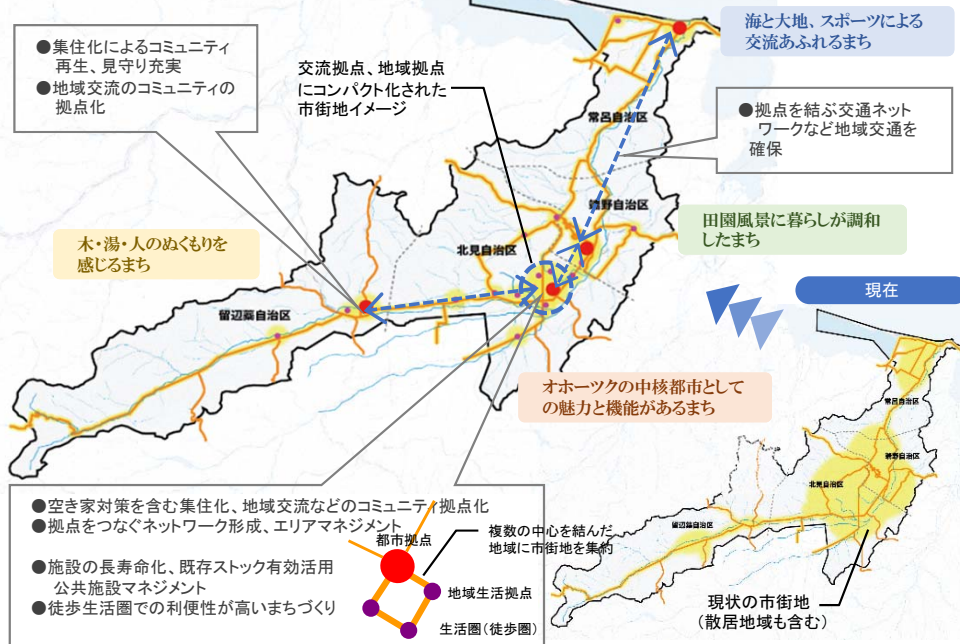 海と大地、スポーツによる
交流あふれるまち
●集住化によるコミュニティ
再生、見守り充実
●地域交流のコミュニティの
拠点化
交流拠点、地域拠点
にコンパクト化された
市街地イメージ
●拠点を結ぶ交通ネット
ワークなど地域交通を
確保
常呂自治区
端野自治区
北見自治区
留辺蘂自治区
田園風景に暮らしが調和
したまち
木・湯・人のぬくもりを
感じるまち
現在
オホーツクの中核都市として
の魅力と機能があるまち
常呂自治区
端野自治区
北見自治区
留辺蘂自治区
現状の市街地
(散居地域も含む)
●空き家対策を含む集住化、地域交流などのコミュニティ拠点化
●拠点をつなぐネットワーク形成、エリアマネジメント
●施設の長寿命化、既存ストック有効活用
公共施設マネジメント
●徒歩生活圏での利便性が高いまちづくり
都市拠点
複数の中心を結んだ
地域に市街地を集約
地域生活拠点
生活圏(徒歩圏)